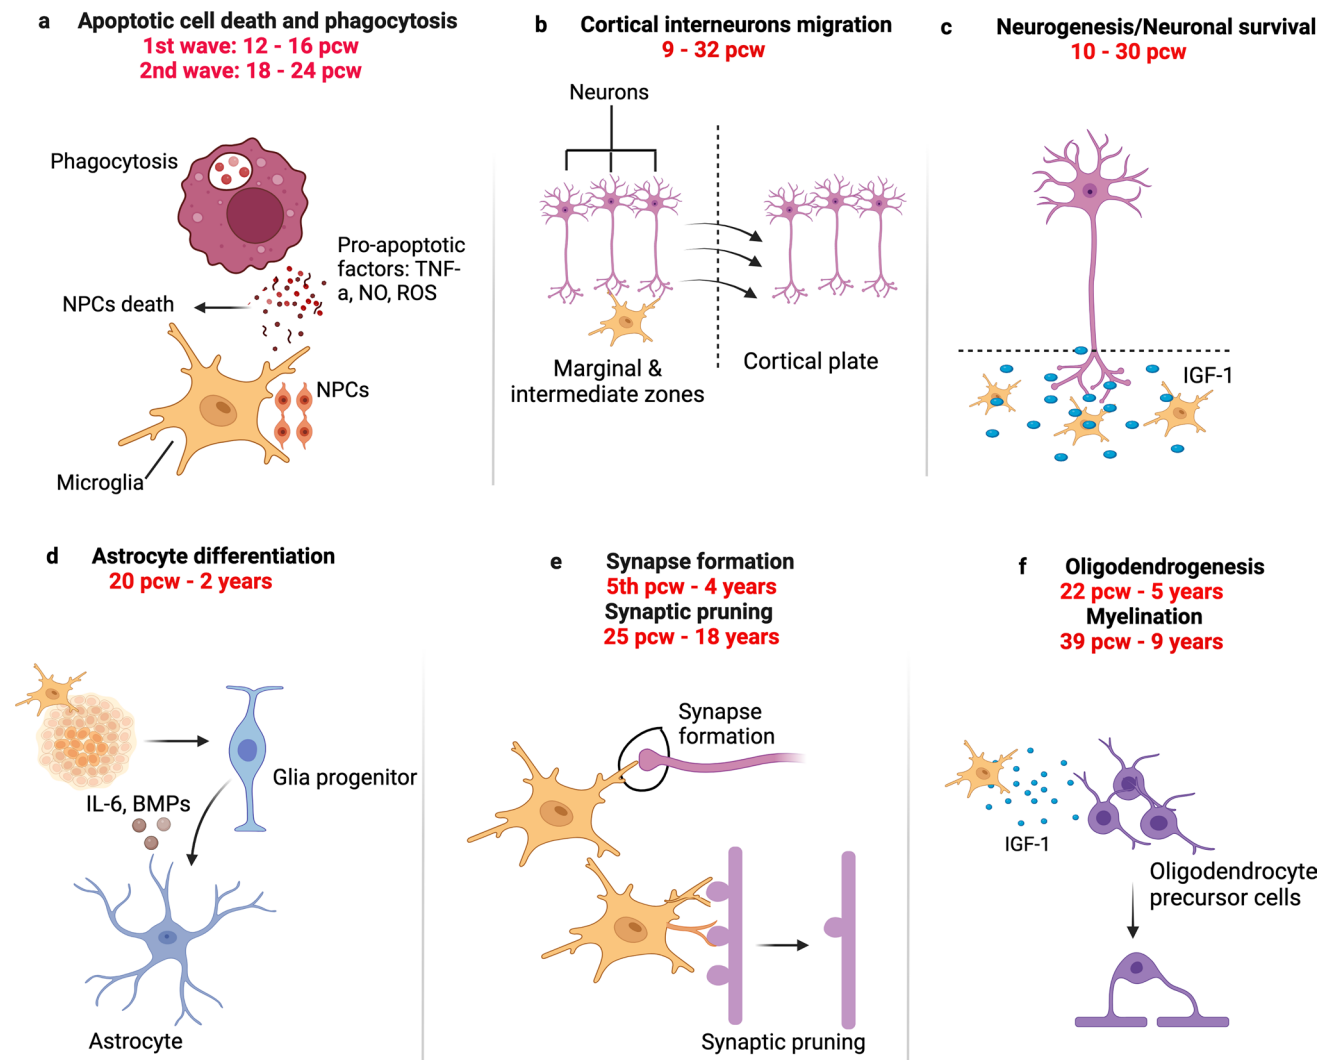 a Apoptotic cell death and phagocytosis
1st wave: 12 - 16 pcw
2nd wave: 18 - 24 pcw
Phagocytosis
Pro-apoptotic
factors: TNF-
a, NO, ROS
NPCs death
NPCs
Microglia
b Cortical interneurons migration
9 - 32 pcw
Neurons
Marginal &
intermediate zones
Cortical plate
c Neurogenesis/Neuronal survival
10 - 30 pcw
IGF-1
d Astrocyte differentiation
20 pcw - 2 years
Glia progenitor
IL-6, BMPs
Astrocyte
e Synapse formation
5th pcw - 4 years
Synaptic pruning
25 pcw - 18 years
Synapse
formation
Synaptic pruning
f Oligodendrogenesis
22 pcw - 5 years
Myelination
39 pcw - 9 years
IGF-1
Oligodendrocyte
precursor cells